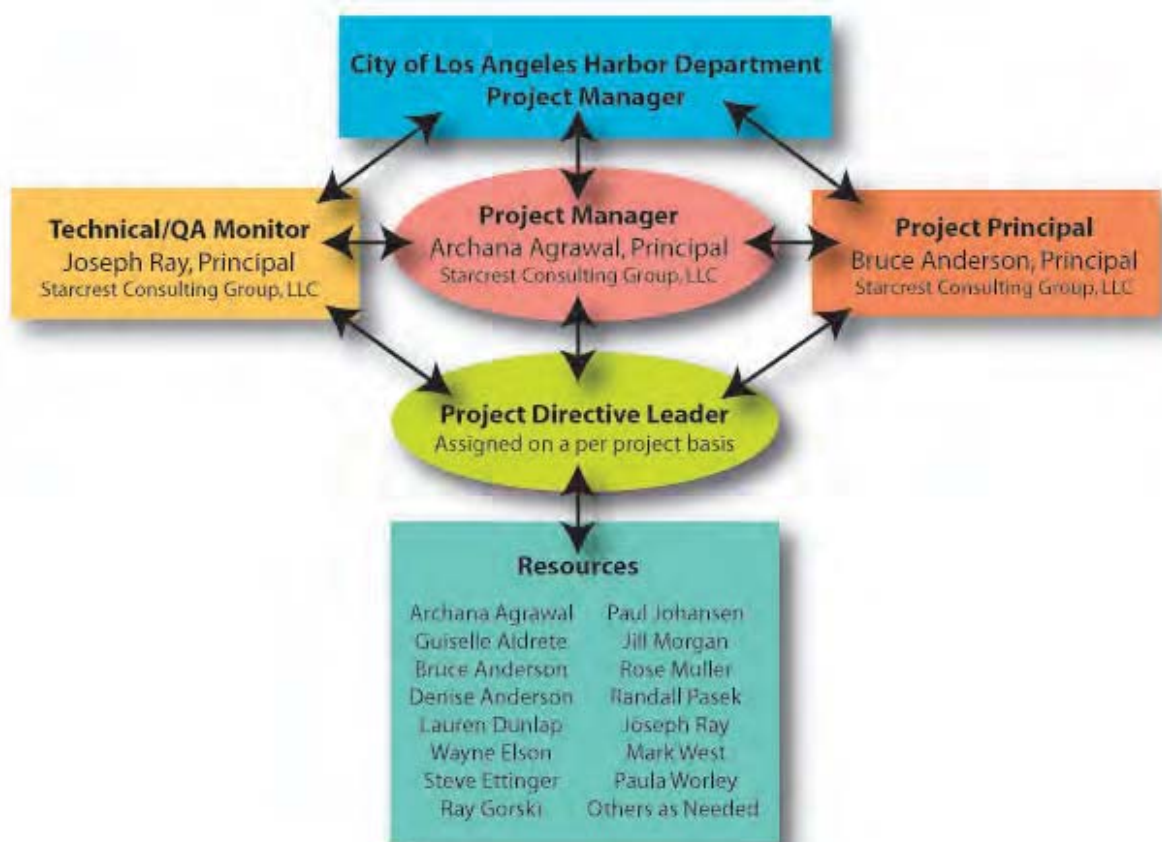 City of Los Angeles Harbor Department
Project Manager
Technical/QA Monitor
Joseph Ray, Principal
Starcrest Consulting Group, LLC
Project Manager
Archana Agrawal, Principal
Starcrest Consulting Group, LLC
Project Principal
Bruce Anderson, Principal
Starcrest Consulting Group, LLC
Project Directive Leader
Assigned on a per project basis
Resources
Archana Agrawal
Guiselle Aldrete
Bruce Anderson
Denise Anderson
Lauren Dunlap
Wayne Elson
Steve Ettinger
Ray Gorski
Paul Johansen
Jill Morgan
Rose Muller
Randall Pasek
Joseph Ray
Mark West
Paula Worley
Others as Needed